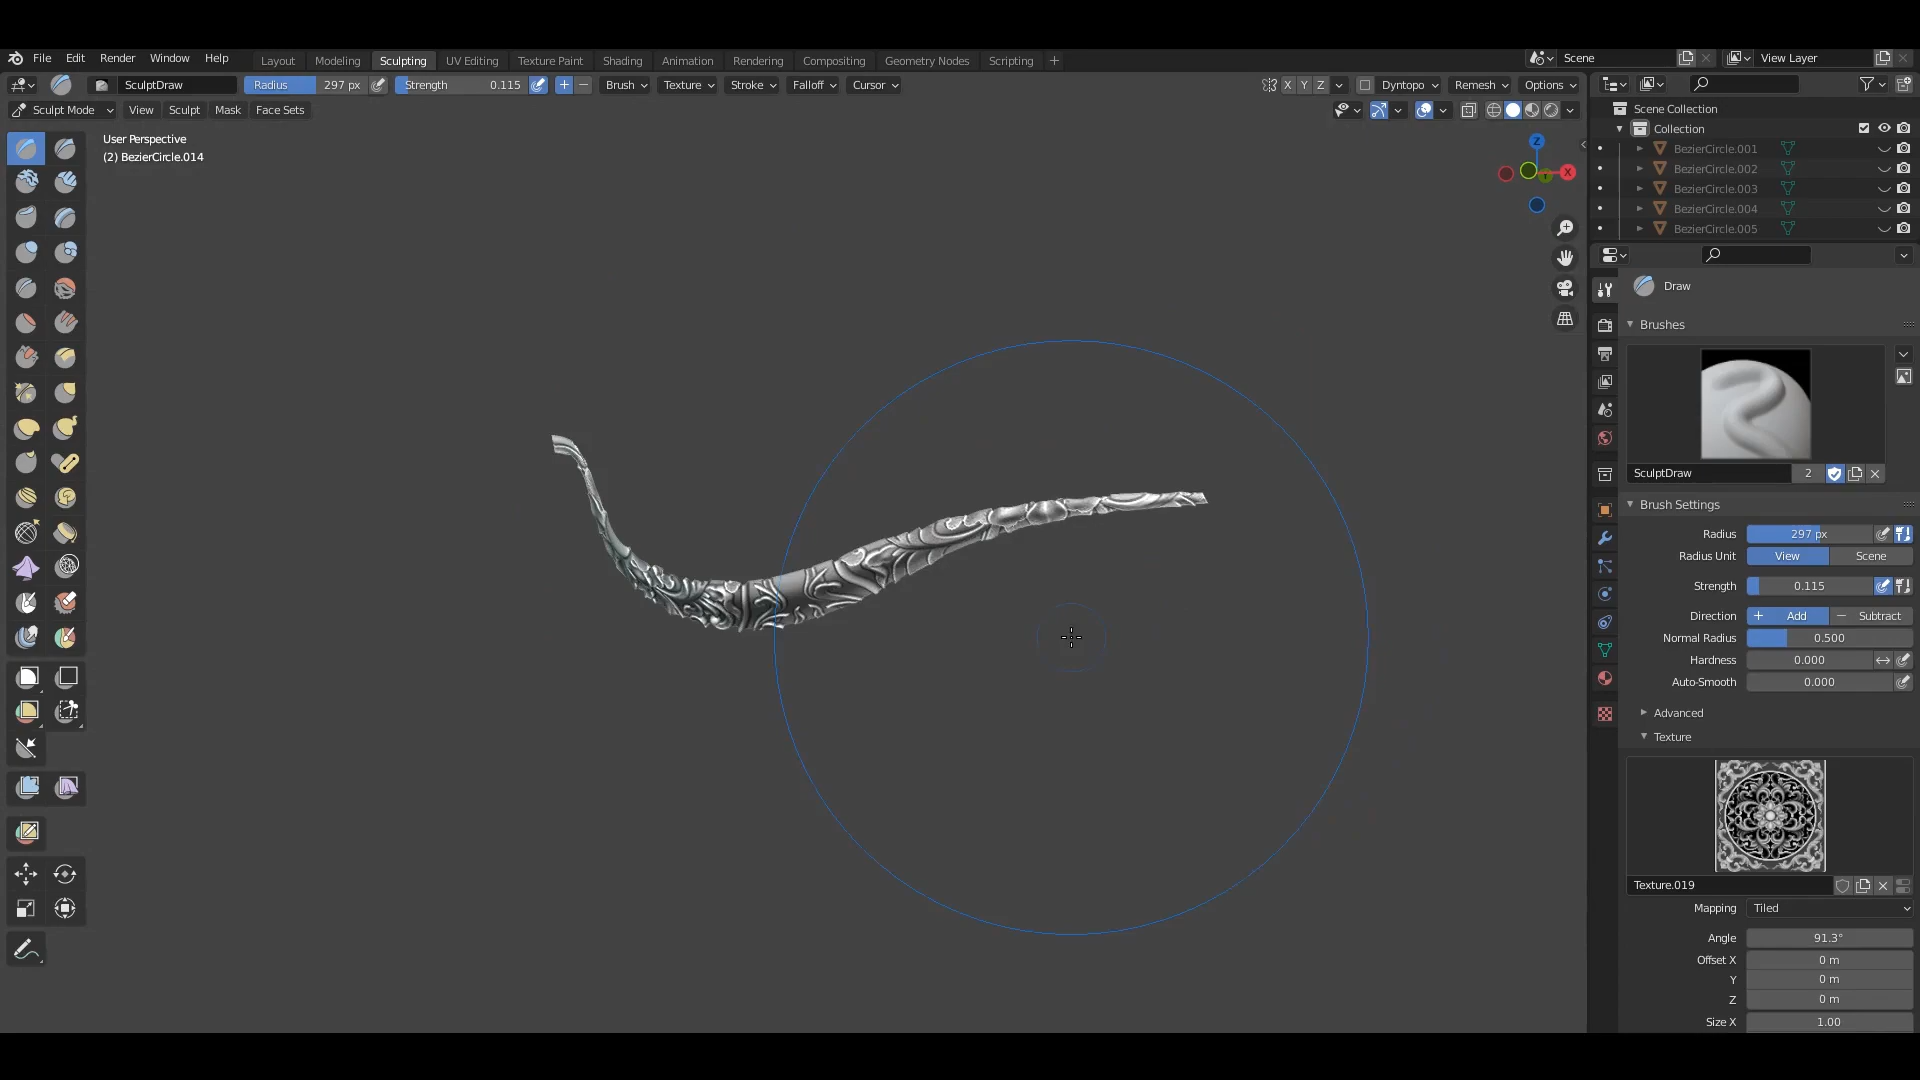 File Edit Render Window Help Layout Modeling Sculpting UV Editing Texture Paint Shading Animation Rendering Compositing Geometry Nodes Scripting + Scene View Layer
SculptDraw Radius 297 px Strength 0.115 + − Brush Texture Stroke Falloff Cursor X Y Z Dyntopo Remesh Options
Sculpt Mode View Sculpt Mask Face Sets
User Perspective
(2) BezierCircle.014
Z
X
Scene Collection
Collection
BezierCircle.001
BezierCircle.002
BezierCircle.003
BezierCircle.004
BezierCircle.005
Draw
Brushes
SculptDraw 2
Brush Settings
Radius 297 px
Radius Unit View Scene
Strength 0.115
Direction + Add − Subtract
Normal Radius 0.500
Hardness 0.000
Auto-Smooth 0.000
Advanced
Texture
Texture.019
Mapping Tiled
Angle 91.3°
Offset X 0 m
Y 0 m
Z 0 m
Size X 1.00